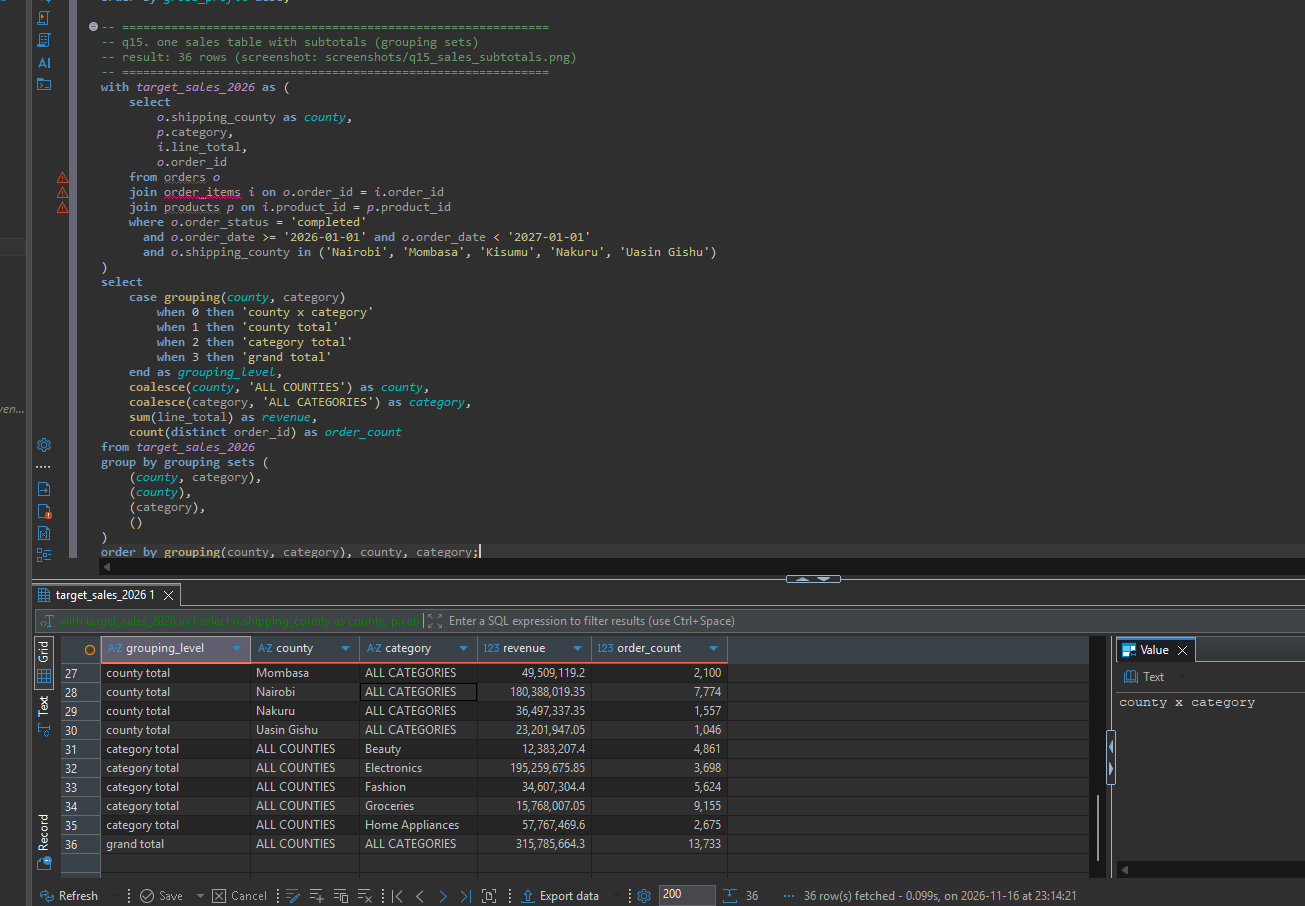 -- ============================================================
-- q15. one sales table with subtotals (grouping sets)
-- result: 36 rows (screenshot: screenshots/q15_sales_subtotals.png)
-- ============================================================
with target_sales_2026 as (
select
o.shipping_county as county,
p.category,
i.line_total,
o.order_id
from orders o
join order_items i on o.order_id = i.order_id
join products p on i.product_id = p.product_id
where o.order_status = 'completed'
and o.order_date >= '2026-01-01' and o.order_date < '2027-01-01'
and o.shipping_county in ('Nairobi', 'Mombasa', 'Kisumu', 'Nakuru', 'Uasin Gishu')
)
select
case grouping(county, category)
when 0 then 'county x category'
when 1 then 'county total'
when 2 then 'category total'
when 3 then 'grand total'
end as grouping_level,
coalesce(county, 'ALL COUNTIES') as county,
coalesce(category, 'ALL CATEGORIES') as category,
sum(line_total) as revenue,
count(distinct order_id) as order_count
from target_sales_2026
group by grouping sets (
(county, category),
(county),
(category),
()
)
order by grouping(county, category), county, category;
AI
ven...
target_sales_2026 1
with target_sales_2026 as ( select o.shipping_county as county, p.cat
Enter a SQL expression to filter results (use Ctrl+Space)
Grid
Text
Record
A-Z grouping_level A-Z county A-Z category 123 revenue 123 order_count
27 county total Mombasa ALL CATEGORIES 49,509,119.2 2,100
28 county total Nairobi ALL CATEGORIES 180,388,019.35 7,774
29 county total Nakuru ALL CATEGORIES 36,497,337.35 1,557
30 county total Uasin Gishu ALL CATEGORIES 23,201,947.05 1,046
31 category total ALL COUNTIES Beauty 12,383,207.4 4,861
32 category total ALL COUNTIES Electronics 195,259,675.85 3,698
33 category total ALL COUNTIES Fashion 34,607,304.4 5,624
34 category total ALL COUNTIES Groceries 15,768,007.05 9,155
35 category total ALL COUNTIES Home Appliances 57,767,469.6 2,675
36 grand total ALL COUNTIES ALL CATEGORIES 315,785,664.3 13,733
Value
Text
county x category
Refresh Save Cancel Export data 200 36 36 row(s) fetched - 0.099s, on 2026-11-16 at 23:14:21